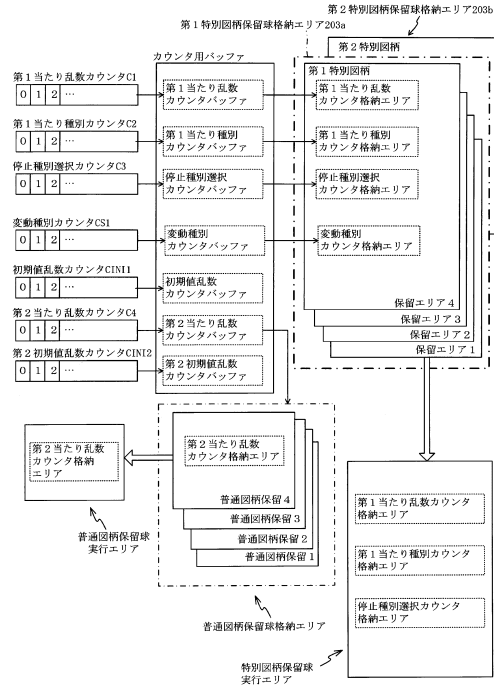 第２特別図柄保留球格納エリア203b
第１特別図柄保留球格納エリア203a
第２特別図柄
カウンタ用バッファ
第１特別図柄
第１当たり乱数カウンタC1
0 1 2 …
第１当たり乱数
カウンタバッファ
第１当たり乱数
カウンタ格納エリア
第１当たり種別カウンタC2
0 1 2 …
第１当たり種別
カウンタバッファ
第１当たり種別
カウンタ格納エリア
停止種別選択カウンタC3
0 1 2 …
停止種別選択
カウンタバッファ
停止種別選択
カウンタ格納エリア
変動種別カウンタCS1
0 1 2 …
変動種別
カウンタバッファ
変動種別
カウンタ格納エリア
初期値乱数カウンタCINI1
0 1 2 …
初期値乱数
カウンタバッファ
保留エリア４
保留エリア３
保留エリア２
保留エリア１
第２当たり乱数カウンタC4
0 1 2 …
第２当たり乱数
カウンタバッファ
第２初期値乱数カウンタCINI2
0 1 2 …
第２初期値乱数
カウンタバッファ
第２当たり乱数
カウンタ格納
エリア
普通図柄保留球
実行エリア
第２当たり乱数
カウンタ格納エリア
普通図柄保留４
普通図柄保留３
普通図柄保留２
普通図柄保留１
普通図柄保留球格納エリア
第１当たり乱数カウンタ
格納エリア
第１当たり種別カウンタ
格納エリア
停止種別選択カウンタ
格納エリア
特別図柄保留球
実行エリア